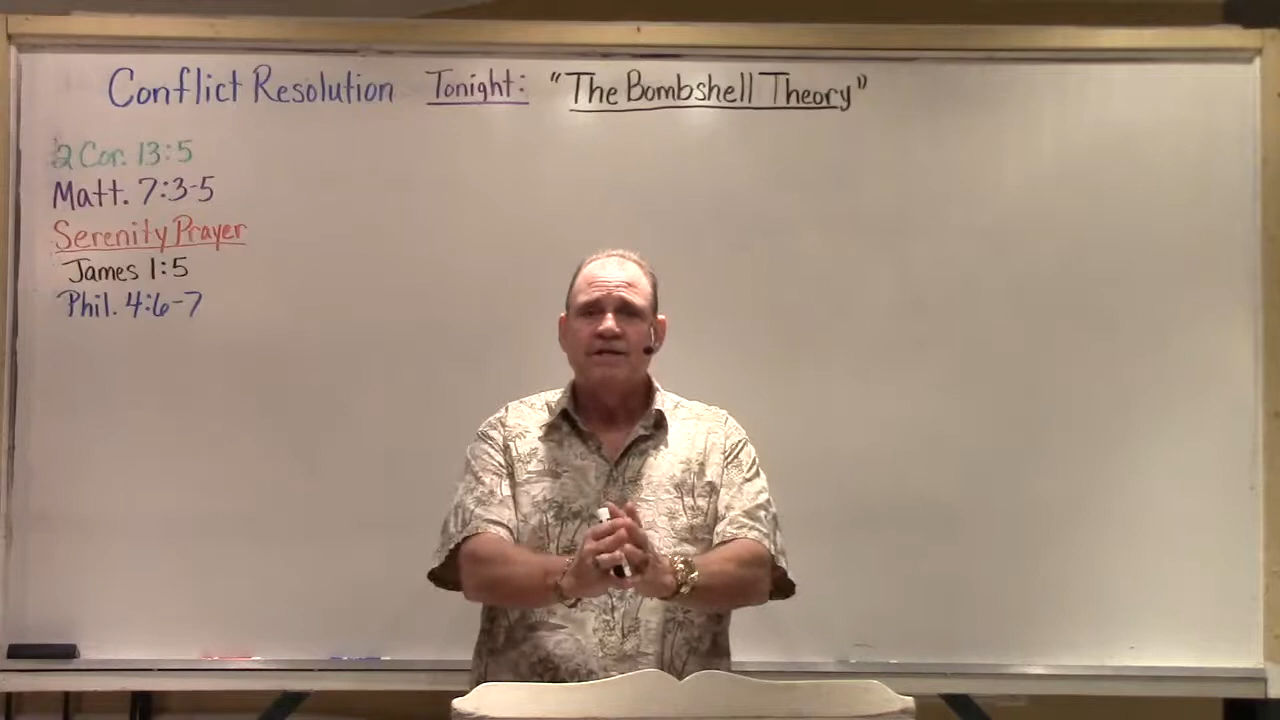 Conflict Resolution Tonight: “The Bombshell Theory”
2 Cor. 13:5
Matt. 7:3-5
Serenity Prayer
James 1:5
Phil. 4:6-7